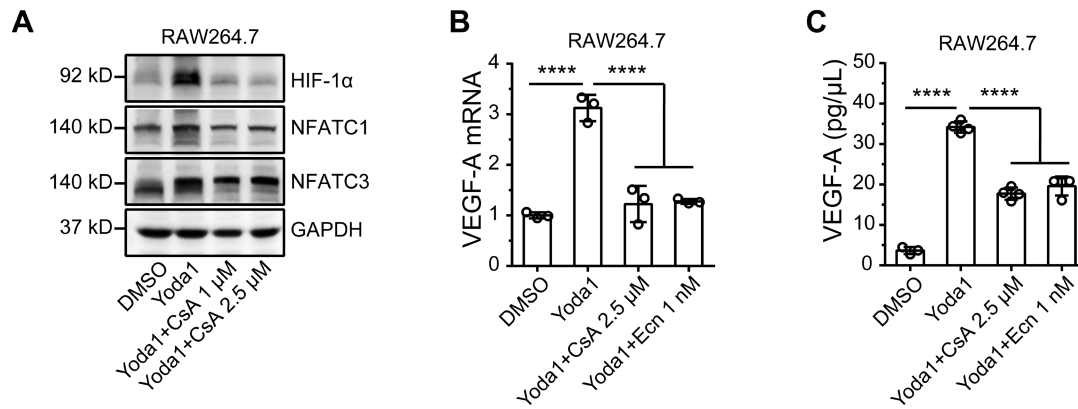 A
RAW264.7
92 kD
HIF-1α
140 kD
NFATC1
140 kD
NFATC3
37 kD
GAPDH
DMSO
Yoda1
Yoda1+CsA 1 μM
Yoda1+CsA 2.5 μM
B
RAW264.7
VEGF-A mRNA
4
3
2
1
0
**** ****
DMSO
Yoda1
Yoda1+CsA 2.5 μM
Yoda1+Ecn 1 nM
C
RAW264.7
VEGF-A (pg/μL)
50
40
30
20
10
0
**** ****
DMSO
Yoda1
Yoda1+CsA 2.5 μM
Yoda1+Ecn 1 nM